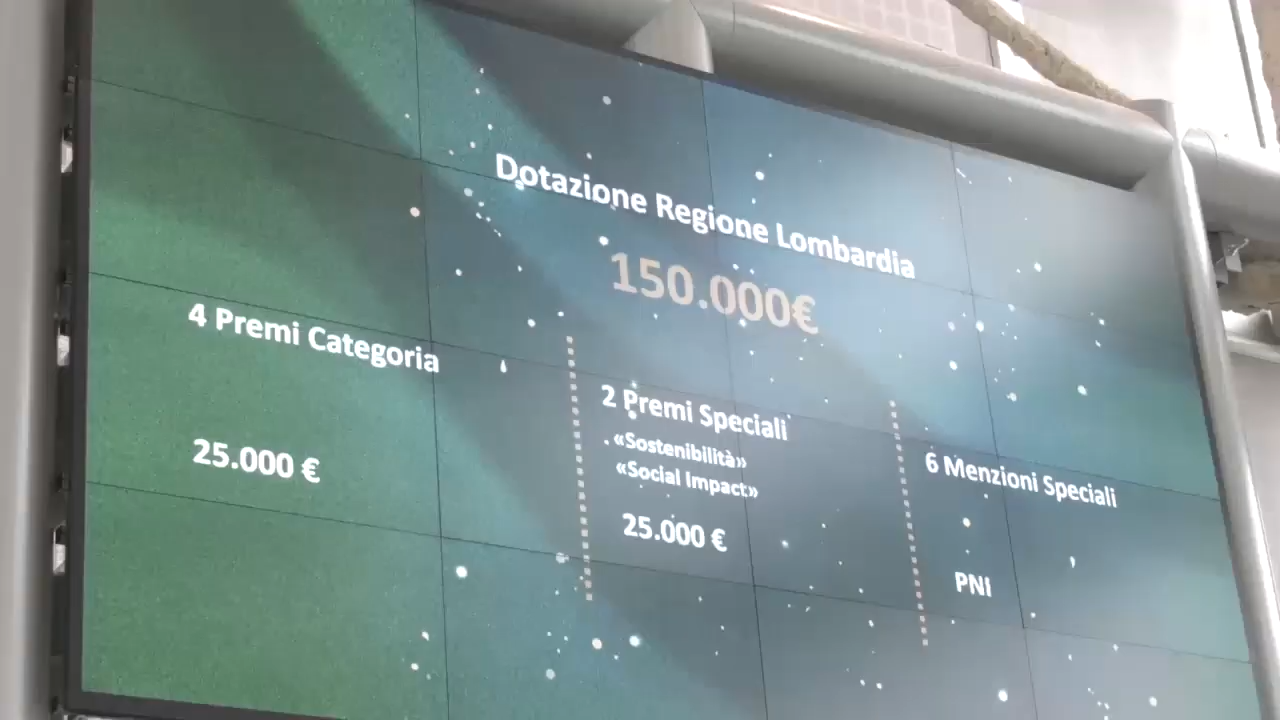 Dotazione Regione Lombardia
150.000€
4 Premi Categoria
25.000 €
2 Premi Speciali
«Sostenibilità»
«Social Impact»
25.000 €
6 Menzioni Speciali
PNI